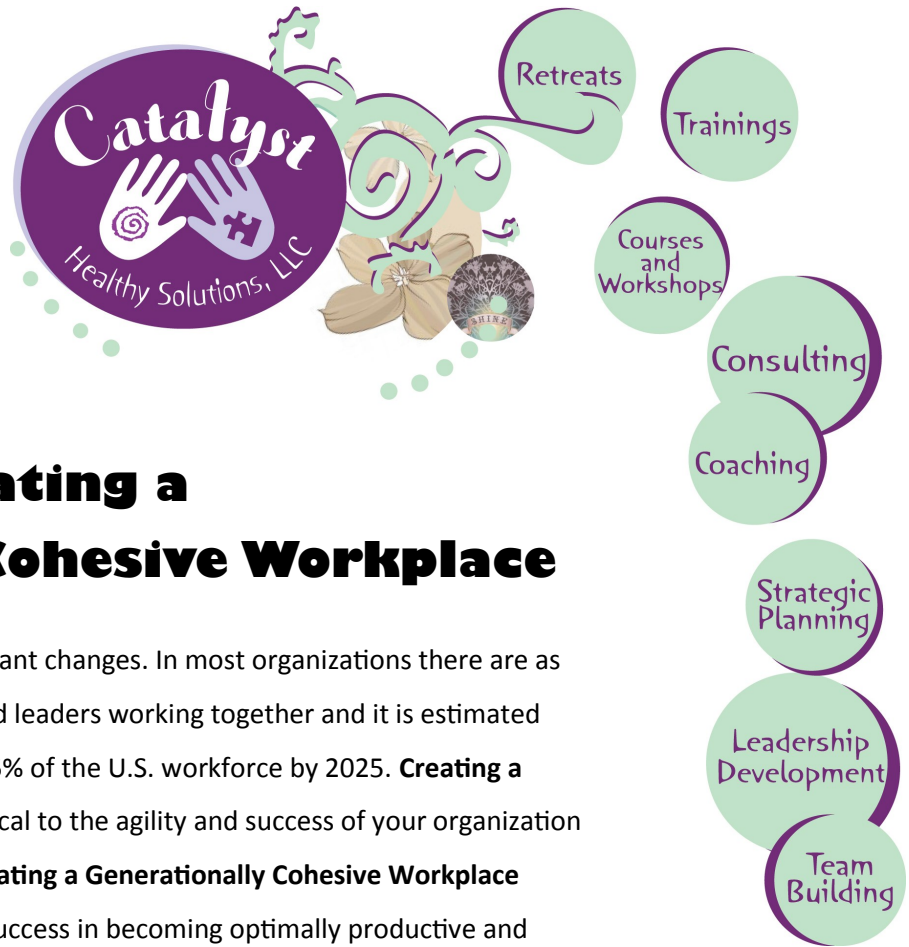 Catalyst
Healthy Solutions, LLC
SHINE
Retreats
Trainings
Courses
and
Workshops
Consulting
Coaching
Strategic
Planning
Leadership
Development
Team
Building
ating a
Cohesive Workplace
ant changes. In most organizations there are as
d leaders working together and it is estimated
% of the U.S. workforce by 2025. Creating a
cal to the agility and success of your organization
ating a Generationally Cohesive Workplace
uccess in becoming optimally productive and